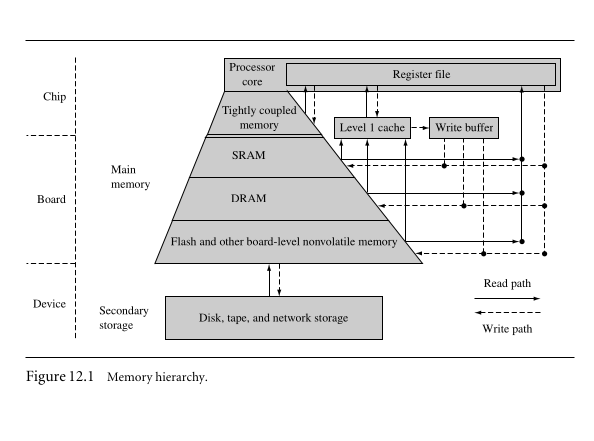 Processor
core
Register file
Chip
Tightly coupled
memory
Level 1 cache
Write buffer
SRAM
Main
memory
Board
DRAM
Flash and other board-level nonvolatile memory
Read path
Device
Secondary
storage
Disk, tape, and network storage
Write path
Figure 12.1 Memory hierarchy.